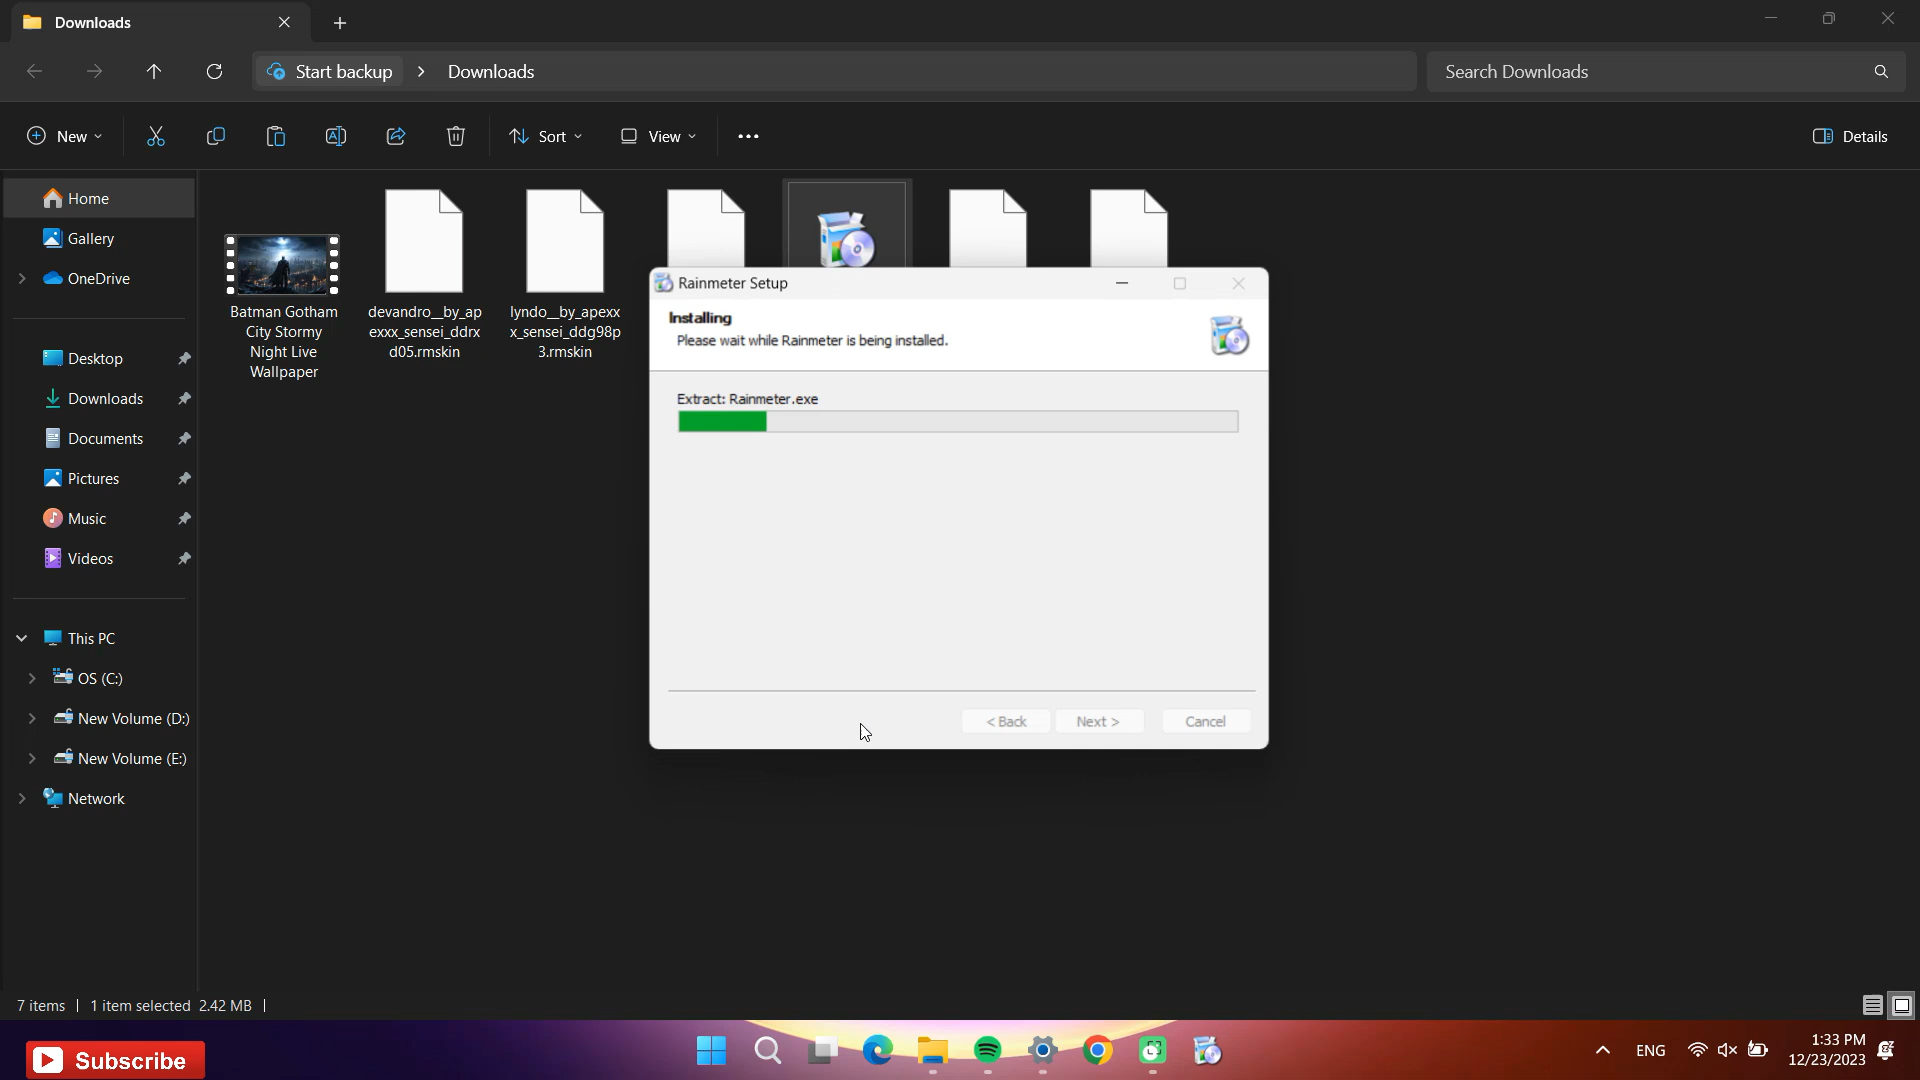 Downloads
Start backup > Downloads
Search Downloads
New
Sort
View
Details
Home
Gallery
OneDrive
Desktop
Downloads
Documents
Pictures
Music
Videos
This PC
OS (C:)
New Volume (D:)
New Volume (E:)
Network
Batman Gotham
City Stormy
Night Live
Wallpaper
devandro__by_ap
exxx_sensei_ddrx
d05.rmskin
lyndo__by_apexx
x_sensei_ddg98p
3.rmskin
Rainmeter Setup
Installing
Please wait while Rainmeter is being installed.
Extract: Rainmeter.exe
< Back
Next >
Cancel
7 items
1 item selected 2.42 MB
Subscribe
ENG
1:33 PM
12/23/2023